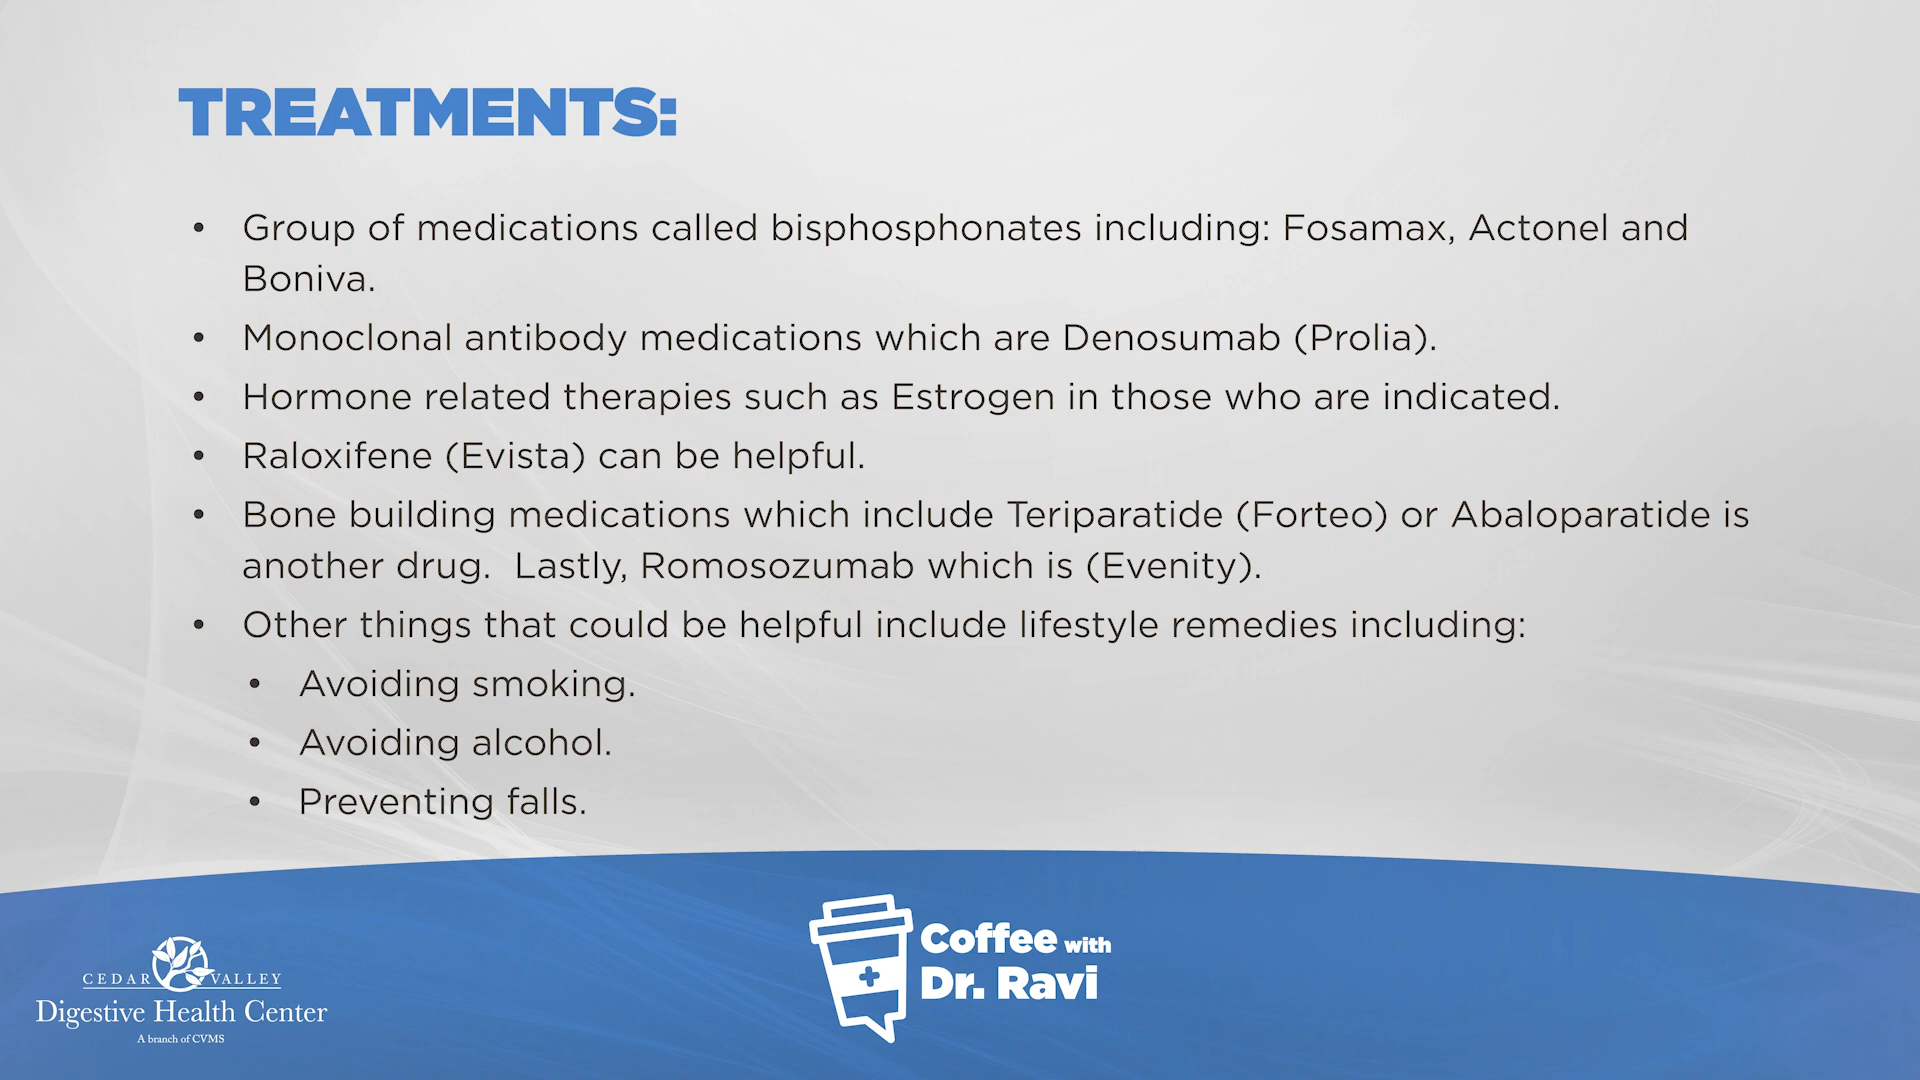 TREATMENTS:
• Group of medications called bisphosphonates including: Fosamax, Actonel and
Boniva.
• Monoclonal antibody medications which are Denosumab (Prolia).
• Hormone related therapies such as Estrogen in those who are indicated.
• Raloxifene (Evista) can be helpful.
• Bone building medications which include Teriparatide (Forteo) or Abaloparatide is
another drug.  Lastly, Romosozumab which is (Evenity).
• Other things that could be helpful include lifestyle remedies including:
• Avoiding smoking.
• Avoiding alcohol.
• Preventing falls.
CEDAR VALLEY
Digestive Health Center
A branch of CVMS
Coffee with
Dr. Ravi